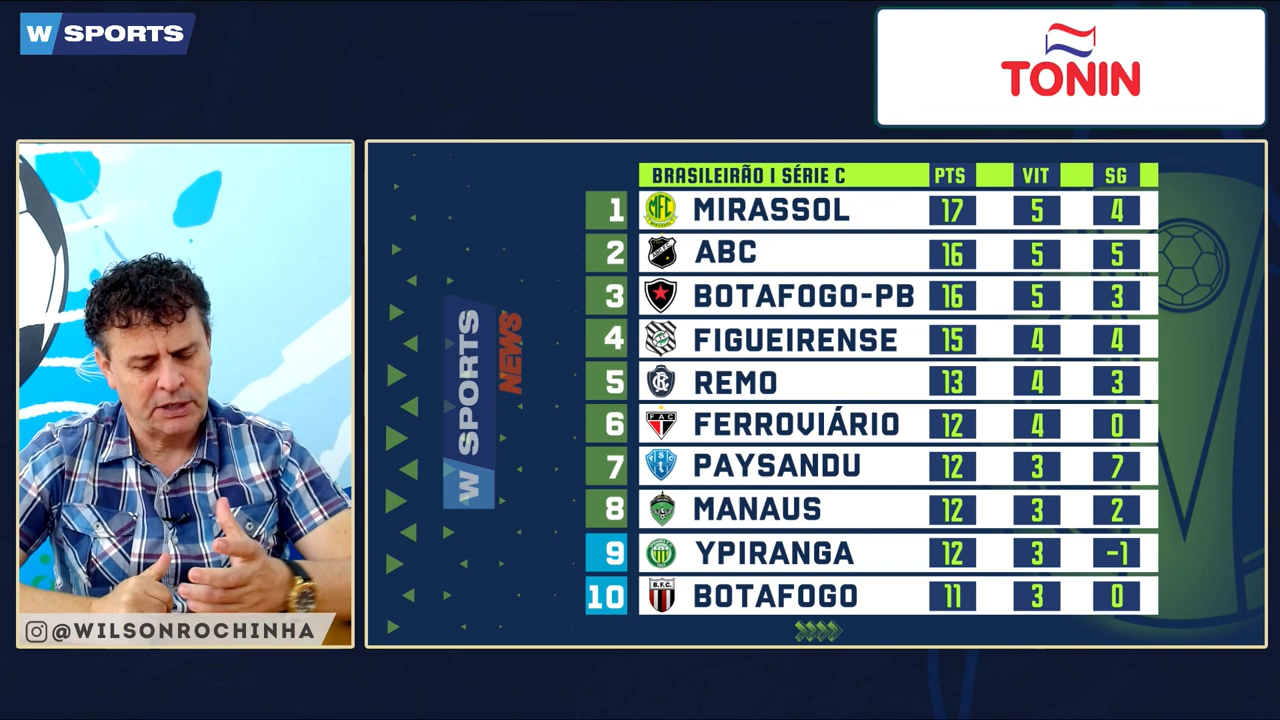 W SPORTS
TONIN
W SPORTS
NEWS
BRASILEIRÃO | SÉRIE C PTS VIT SG
1 MFC MIRASSOL 17 5 4
2 ABC 16 5 5
3 BOTAFOGO-PB 16 5 3
4 FIGUEIRENSE 15 4 4
5 REMO 13 4 3
6 FAC FERROVIÁRIO 12 4 0
7 PSC PAYSANDU 12 3 7
8 MANAUS 12 3 2
9 YPIRANGA 12 3 -1
10 B.F.C. BOTAFOGO 11 3 0
@WILSONROCHINHA